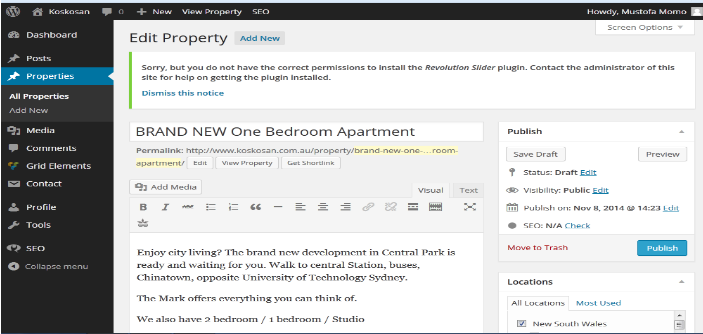 Koskosan 0 + New View Property SEO Howdy, Mustofa Momo
Screen Options
Dashboard
Posts
Properties
All Properties
Add New
Media
Comments
Grid Elements
Contact
Profile
Tools
SEO
Collapse menu
Edit Property Add New
Sorry, but you do not have the correct permissions to install the Revolution Slider plugin. Contact the administrator of this
site for help on getting the plugin installed.
Dismiss this notice
BRAND NEW One Bedroom Apartment
Permalink: http://www.koskosan.com.au/property/brand-new-one-...room-
apartment/ Edit View Property Get Shortlink
Add Media
Visual Text
B I ABC
Enjoy city living? The brand new development in Central Park is
ready and waiting for you. Walk to central Station, buses,
Chinatown, opposite University of Technology Sydney.
The Mark offers everything you can think of.
We also have 2 bedroom / 1 bedroom / Studio
Publish
Save Draft Preview
Status: Draft Edit
Visibility: Public Edit
Publish on: Nov 8, 2014 @ 14:23 Edit
SEO: N/A Check
Move to Trash Publish
Locations
All Locations Most Used
New South Wales